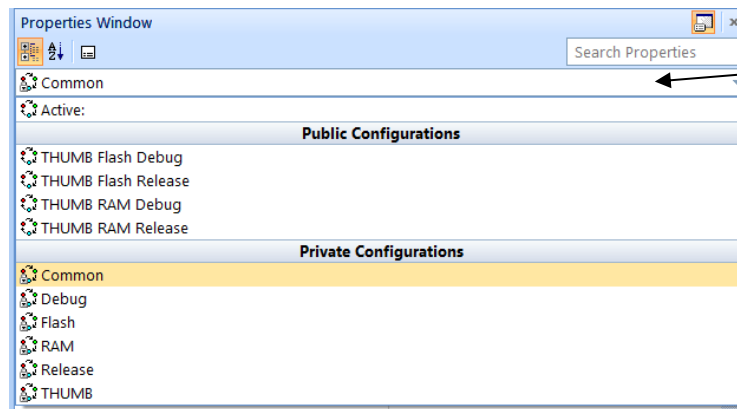 Properties Window
Search Properties
Common
Active:
Public Configurations
THUMB Flash Debug
THUMB Flash Release
THUMB RAM Debug
THUMB RAM Release
Private Configurations
Common
Debug
Flash
RAM
Release
THUMB